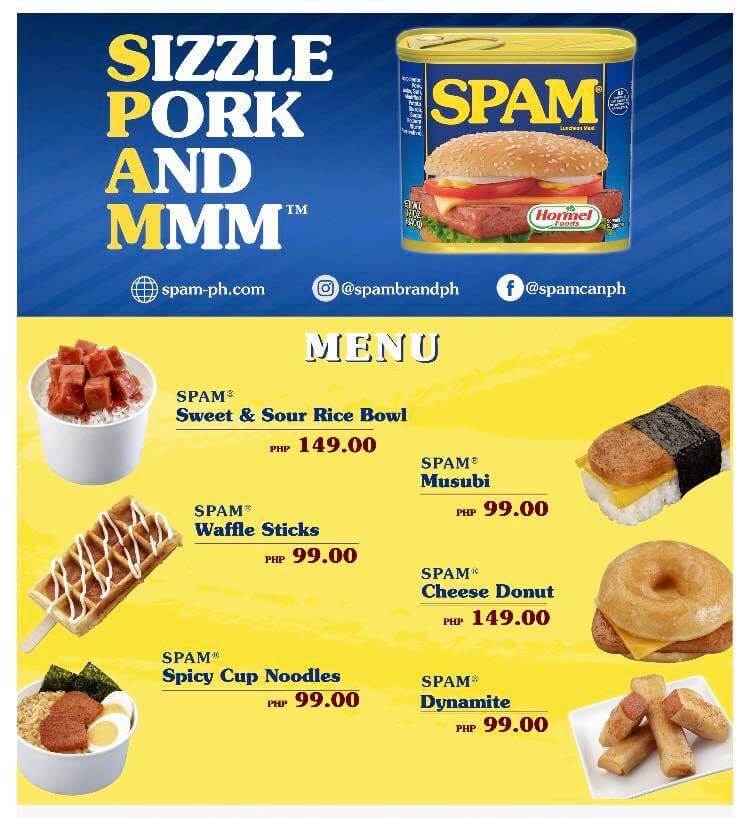 SIZZLE
PORK
AND
MMM™
SPAM®
Luncheon Meat
Hormel
Foods
spam-ph.com
@spambrandph
@spamcanph
MENU
SPAM®
Sweet & Sour Rice Bowl
PHP 149.00
SPAM®
Musubi
PHP 99.00
SPAM®
Waffle Sticks
PHP 99.00
SPAM®
Cheese Donut
PHP 149.00
SPAM®
Spicy Cup Noodles
PHP 99.00
SPAM®
Dynamite
PHP 99.00